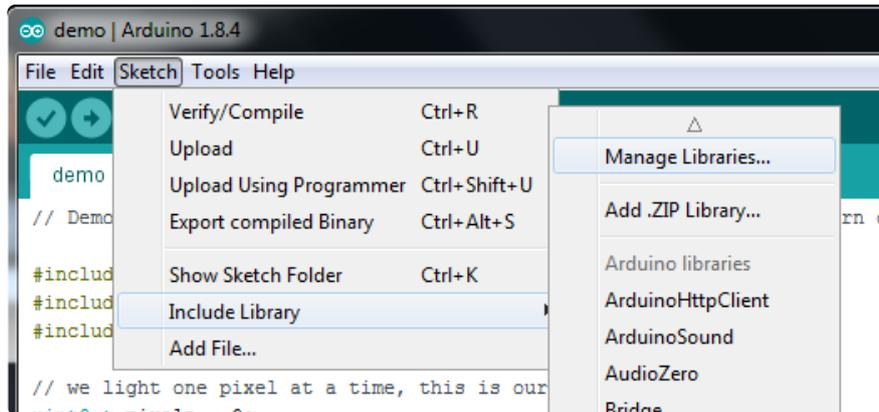 demo | Arduino 1.8.4
File Edit Sketch Tools Help
Verify/Compile Ctrl+R
Upload Ctrl+U
Upload Using Programmer Ctrl+Shift+U
Export compiled Binary Ctrl+Alt+S
Show Sketch Folder Ctrl+K
Include Library
Add File...
Manage Libraries...
Add .ZIP Library...
Arduino libraries
ArduinoHttpClient
ArduinoSound
AudioZero
Bridge
demo
// Demo
#includ
#includ
#includ
// we light one pixel at a time, this is our